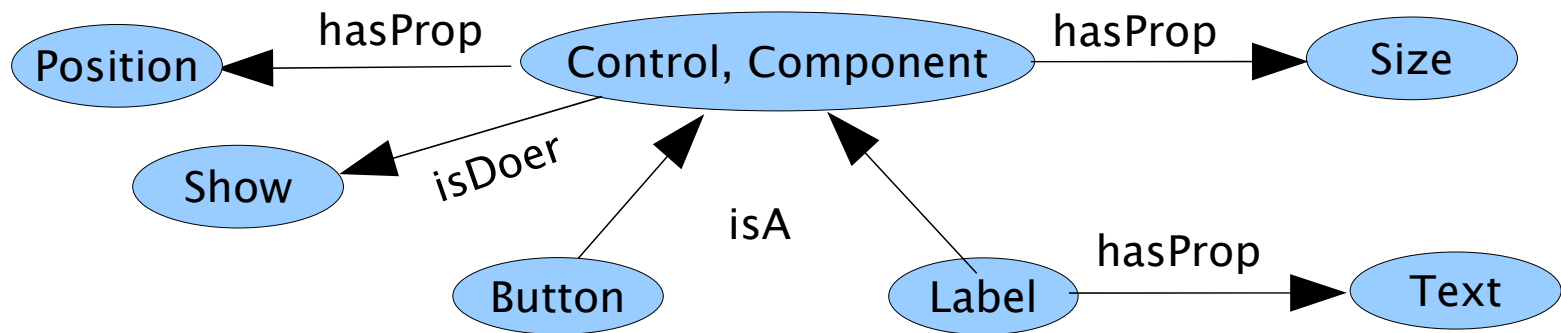 hasProp
hasProp
Position
Control, Component
Size
isDoer
Show
isA
hasProp
Button
Label
Text